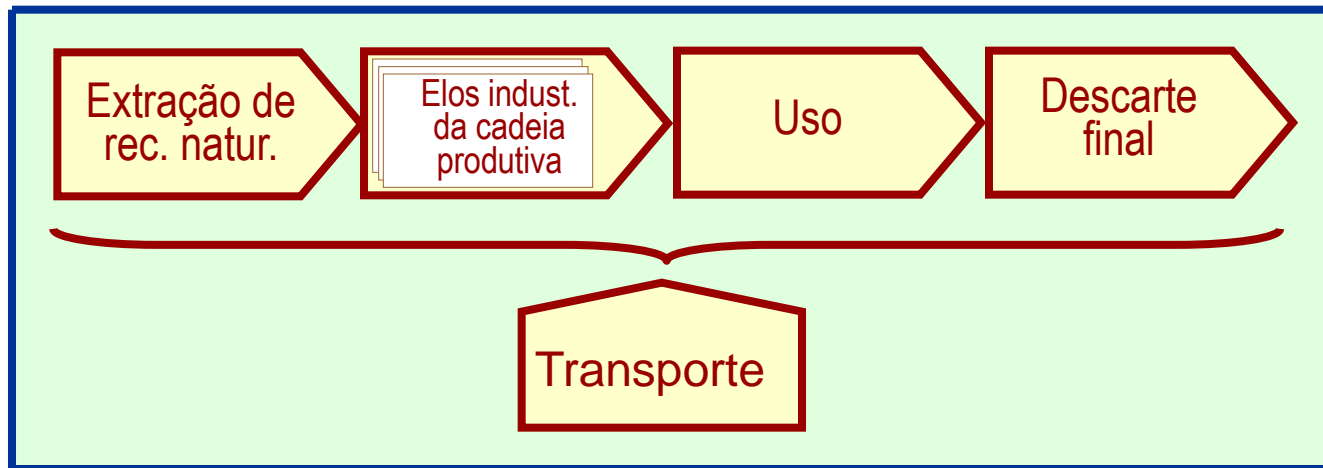 Extração de
rec. natur.
Elos indust.
da cadeia
produtiva
Uso
Descarte
final
Transporte